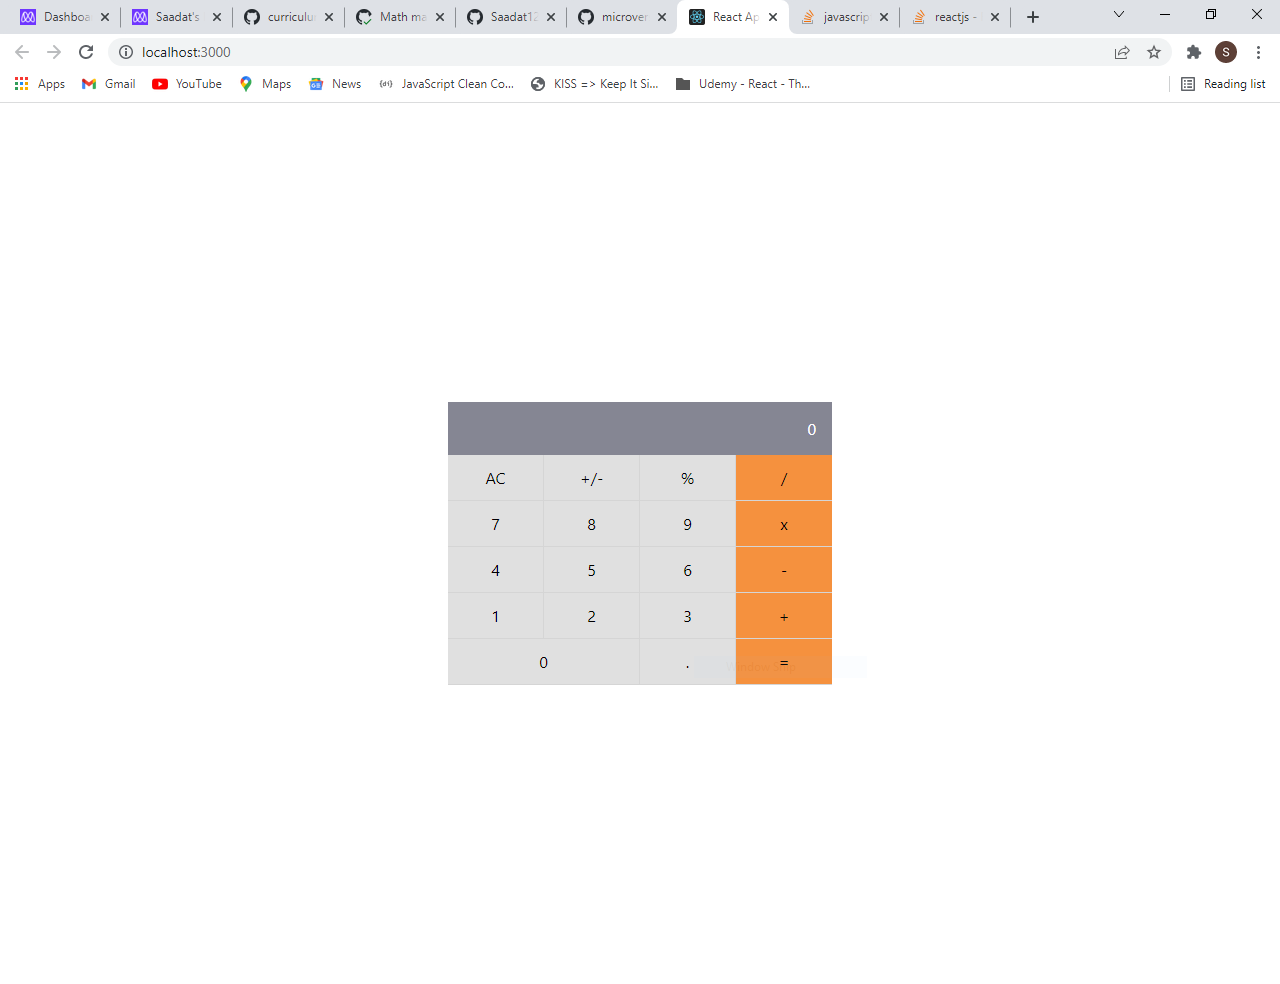 Dashboa Saadat's curriculu Math ma Saadat12 microver React Ap javascrip reactjs -
localhost:3000 S
Apps Gmail YouTube Maps News JavaScript Clean Co... KISS => Keep It Si... Udemy - React - Th... Reading list
0
AC +/- % /
7 8 9 x
4 5 6 -
1 2 3 +
0 . =